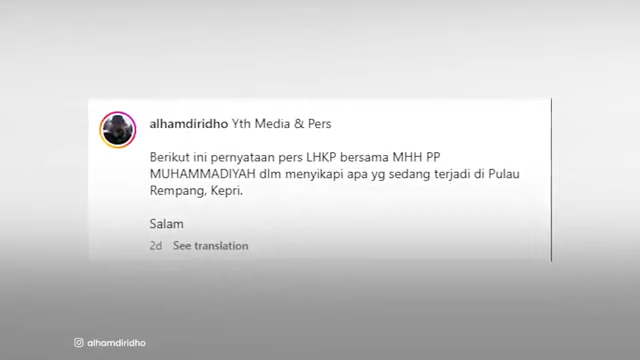 alhamdiridho Yth Media & Pers
Berikut ini pernyataan pers LHKP bersama MHH PP
MUHAMMADIYAH dlm menyikapi apa yg sedang terjadi di Pulau
Rempang, Kepri.
Salam
2d See translation
alhamdiridho